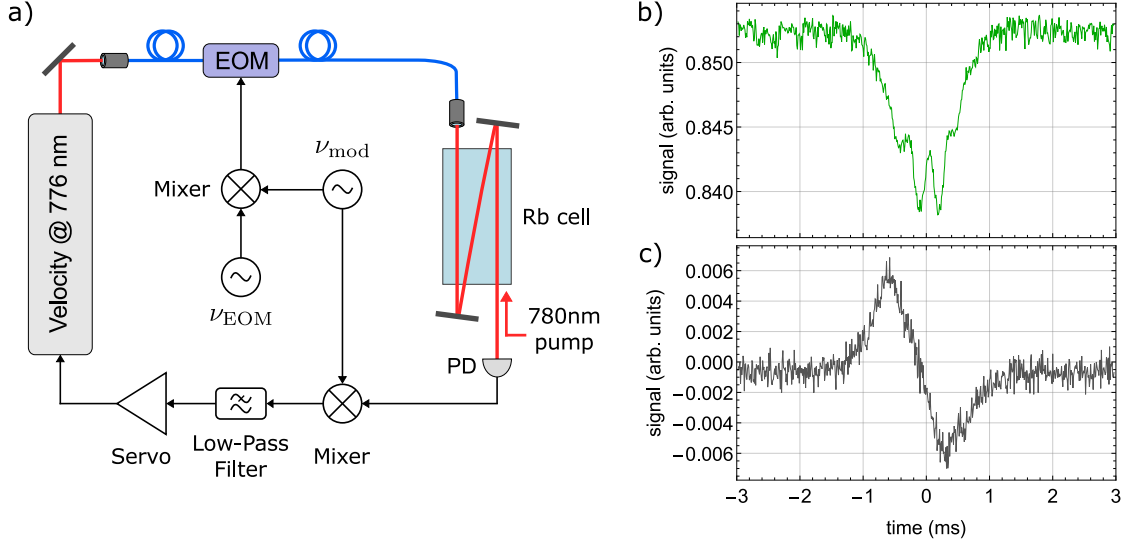 a)
EOM
Velocity @ 776 nm
Mixer
ν_mod
ν_EOM
Rb cell
780nm
pump
PD
Servo
Low-Pass
Filter
Mixer
b)
signal (arb. units)
0.850
0.845
0.840
c)
signal (arb. units)
0.006
0.004
0.002
0.000
−0.002
−0.004
−0.006
−3 −2 −1 0 1 2 3
time (ms)